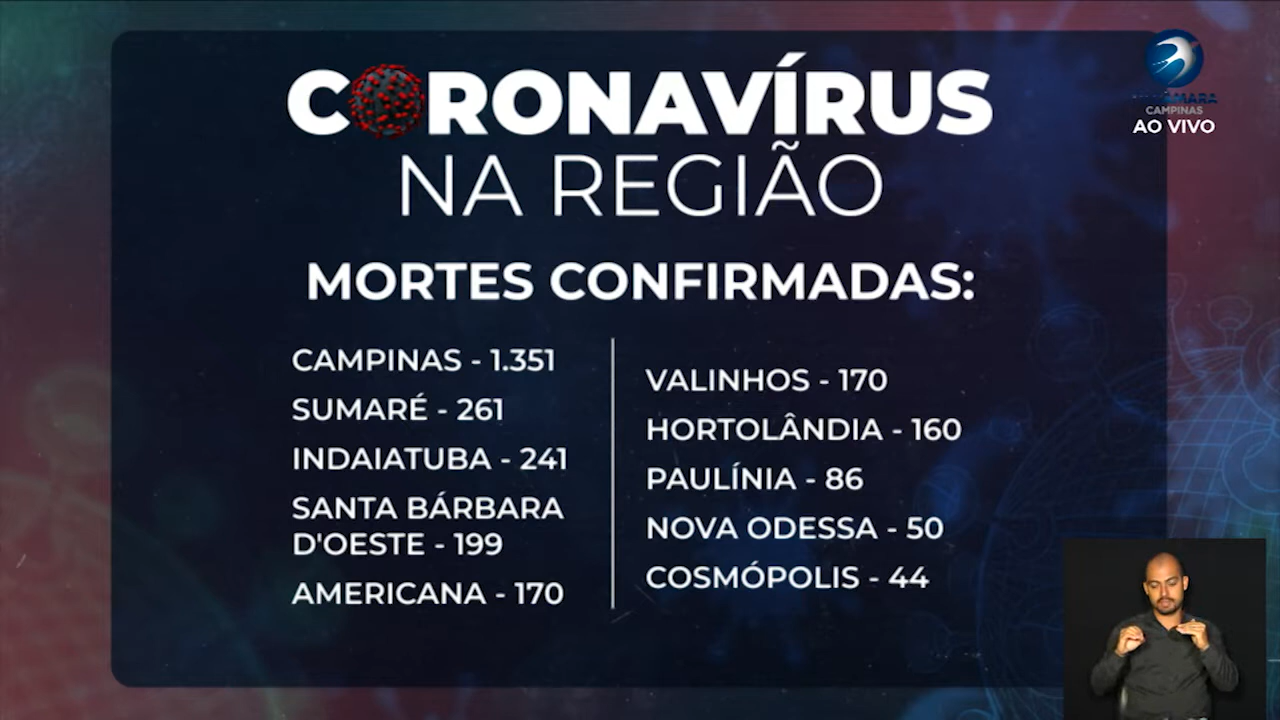 CORONAVÍRUS
NA REGIÃO
MORTES CONFIRMADAS:
CAMPINAS - 1.351
SUMARÉ - 261
INDAIATUBA - 241
SANTA BÁRBARA
D'OESTE - 199
AMERICANA - 170
VALINHOS - 170
HORTOLÂNDIA - 160
PAULÍNIA - 86
NOVA ODESSA - 50
COSMÓPOLIS - 44
CAMPINAS
AO VIVO